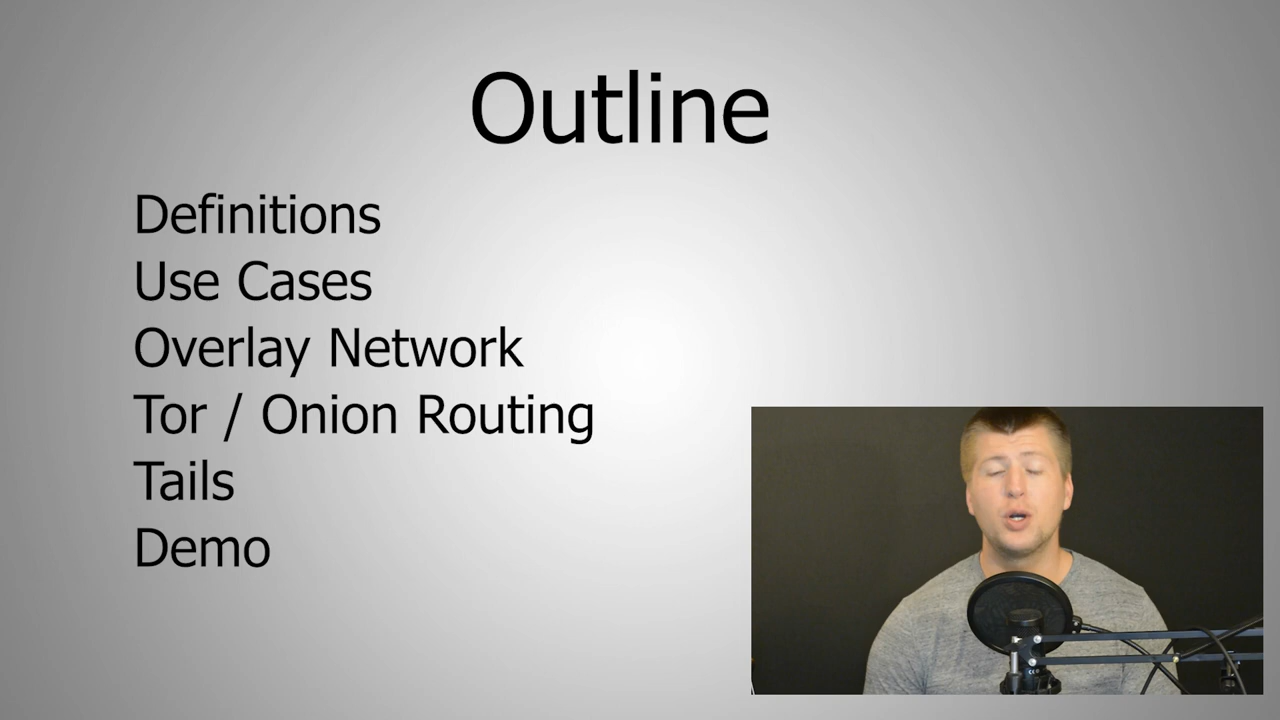 Outline
Definitions
Use Cases
Overlay Network
Tor / Onion Routing
Tails
Demo